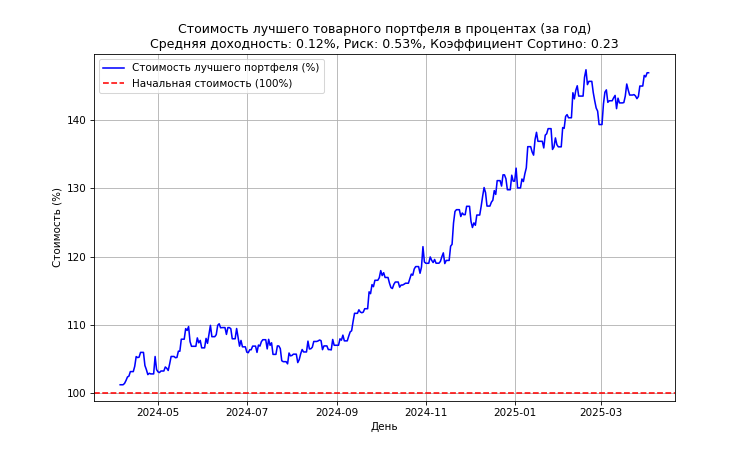 Стоимость лучшего товарного портфеля в процентах (за год)
Средняя доходность: 0.12%, Риск: 0.53%, Коэффициент Сортино: 0.23
Стоимость лучшего портфеля (%)
Начальная стоимость (100%)
Стоимость (%)
140
130
120
110
100
2024-05
2024-07
2024-09
2024-11
2025-01
2025-03
День